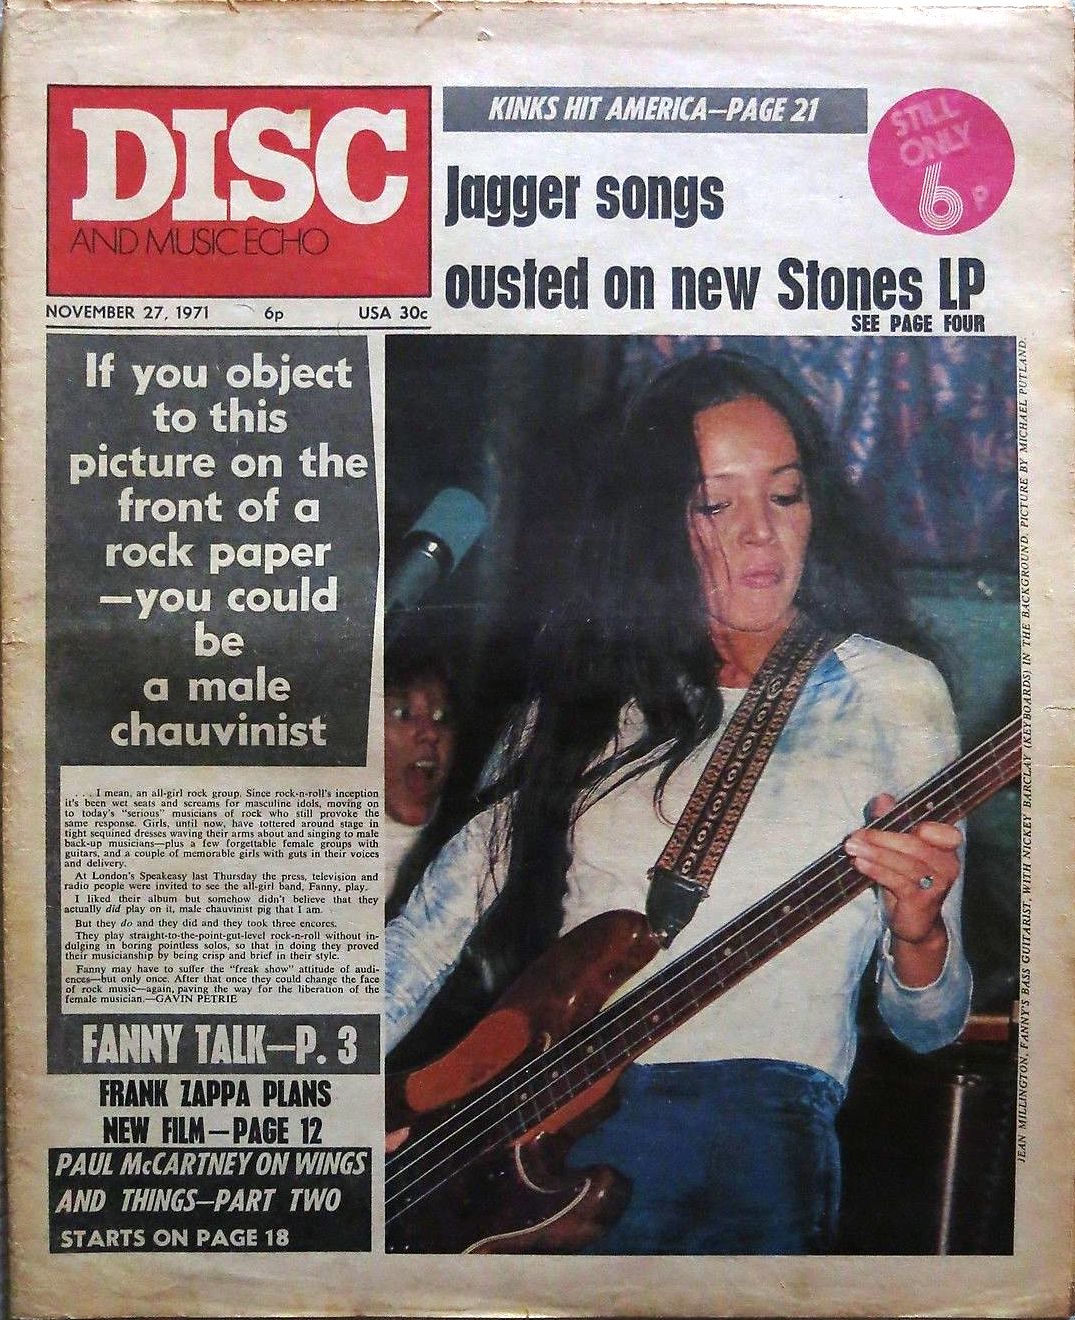 DISC
AND MUSIC ECHO
NOVEMBER 27, 1971 6p USA 30c
KINKS HIT AMERICA—PAGE 21
STILL
ONLY
6p
Jagger songs
ousted on new Stones LP
SEE PAGE FOUR
If you object
to this
picture on the
front of a
rock paper
—you could
be
a male
chauvinist
. . . I mean, an all-girl rock group. Since rock-n-roll's inception
it's been wet seats and screams for masculine idols, moving on
to today's "serious" musicians of rock who still provoke the
same response. Girls, until now, have tottered around stage in
tight sequined dresses waving their arms about and singing to male
back-up musicians—plus a few forgettable female groups with
guitars, and a couple of memorable girls with guts in their voices
and delivery.
At London's Speakeasy last Thursday the press, television and
radio people were invited to see the all-girl band, Fanny, play.
I liked their album but somehow didn't believe that they
actually did play on it, male chauvinist pig that I am.
But they do and they did and they took three encores.
They play straight-to-the-point-gut-level rock-n-roll without in-
dulging in boring pointless solos, so that in doing they proved
their musicianship by being crisp and brief in their style.
Fanny may have to suffer the "freak show" attitude of audi-
ences—but only once. After that once they could change the face
of rock music—again, paving the way for the liberation of the
female musician.—GAVIN PETRIE
FANNY TALK—P. 3
FRANK ZAPPA PLANS
NEW FILM—PAGE 12
PAUL McCARTNEY ON WINGS
AND THINGS—PART TWO
STARTS ON PAGE 18
JEAN MILLINGTON, FANNY'S BASS GUITARIST, WITH NICKEY BARCLAY (KEYBOARDS) IN THE BACKGROUND. PICTURE BY MICHAEL PUTLAND.